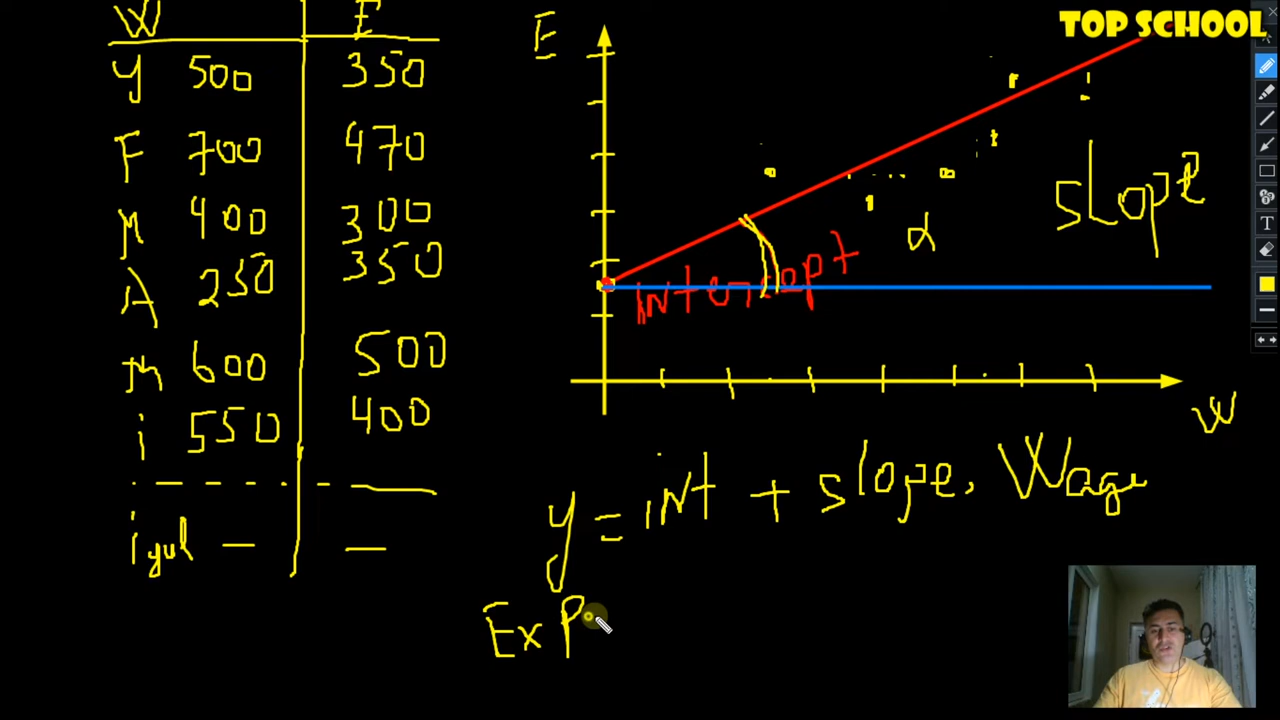 TOP SCHOOL
W E
Y 500 350
F 700 470
M 400 300
A 250 350
M 600 500
i 550 400
iyul — —
E
slope
α
intercept
W
y = iNt + slope. Wage
Exp